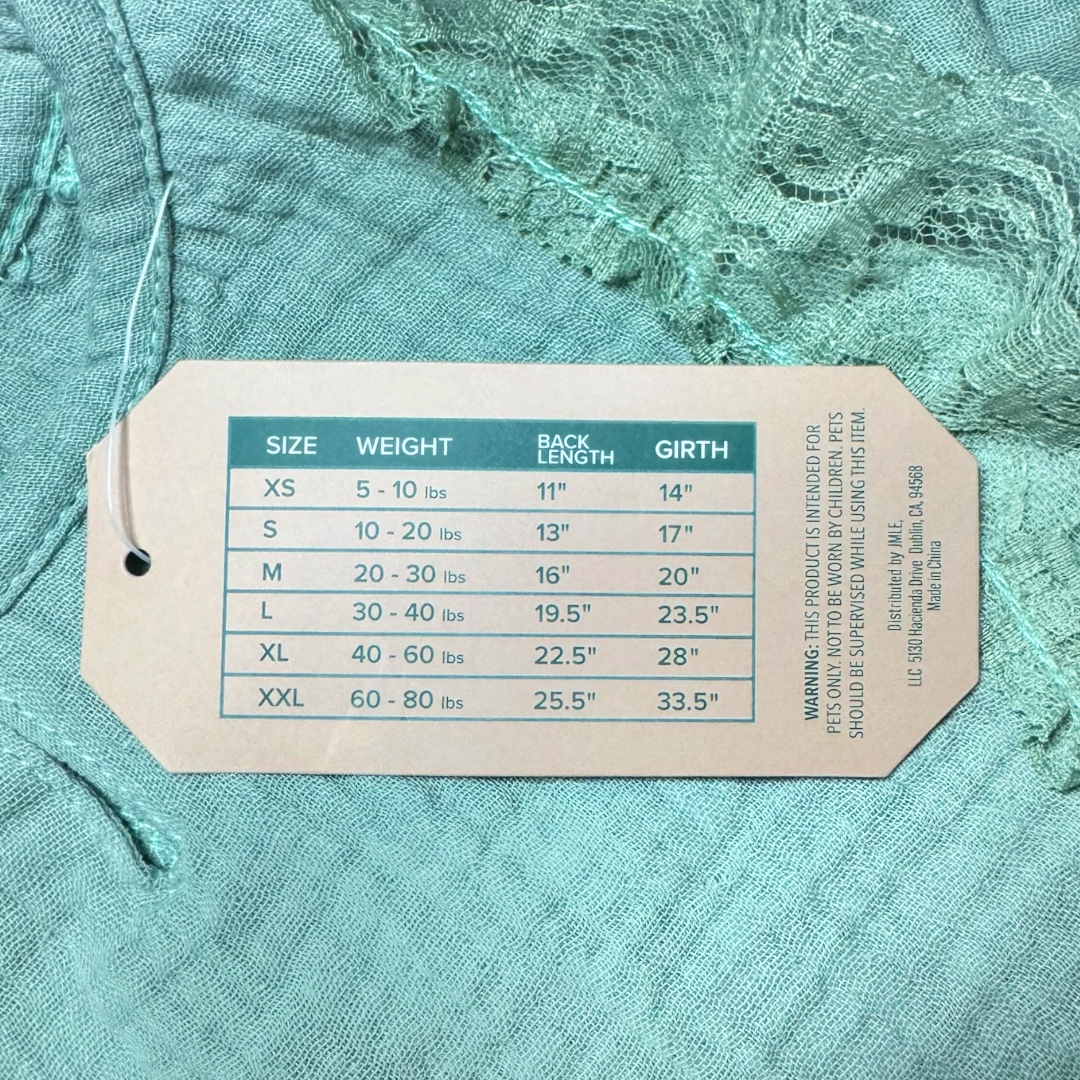 SIZE WEIGHT BACK LENGTH GIRTH
XS 5 - 10 lbs 11" 14"
S 10 - 20 lbs 13" 17"
M 20 - 30 lbs 16" 20"
L 30 - 40 lbs 19.5" 23.5"
XL 40 - 60 lbs 22.5" 28"
XXL 60 - 80 lbs 25.5" 33.5"
WARNING: THIS PRODUCT IS INTENDED FOR
PETS ONLY. NOT TO BE WORN BY CHILDREN. PETS
SHOULD BE SUPERVISED WHILE USING THIS ITEM.
Distributed by JMLE,
LLC 5130 Hacienda Drive Dublin, CA, 94568
Made in China